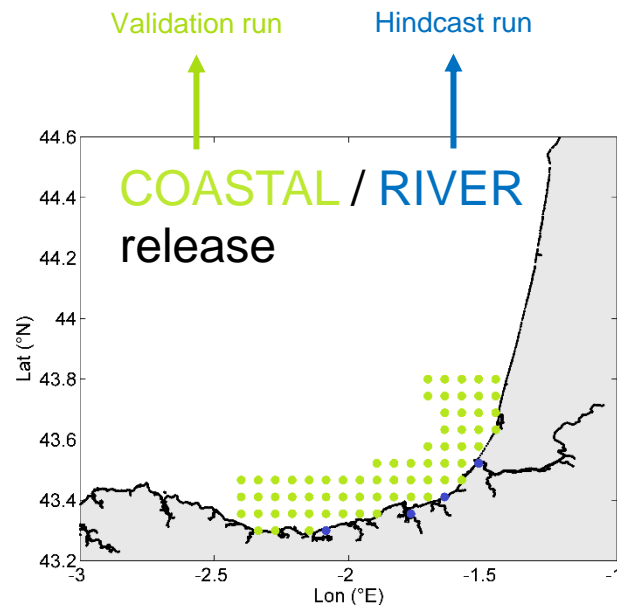 Validation run
Hindcast run
COASTAL / RIVER
release
44.6
44.4
44.2
44
43.8
43.6
43.4
43.2
Lat (°N)
-3
-2.5
-2
-1.5
-1
Lon (°E)